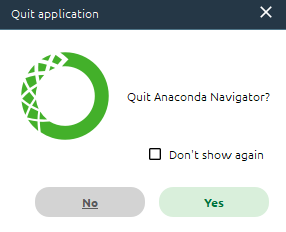 Quit application
Quit Anaconda Navigator?
Don't show again
No
Yes